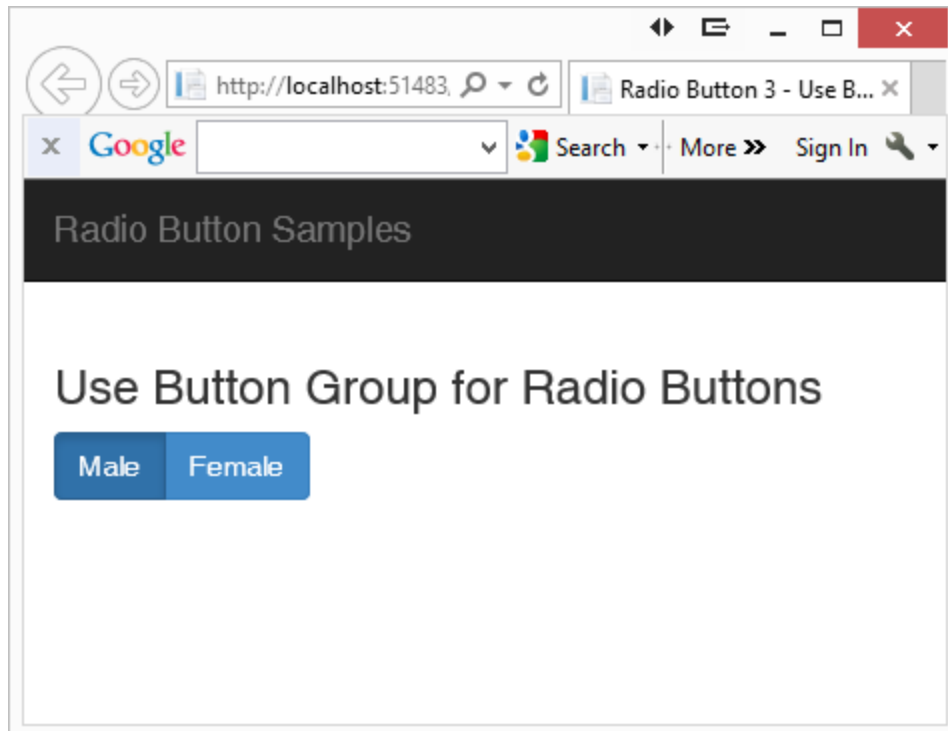 http://localhost:51483,
Radio Button 3 - Use B...
Google
Search
More
Sign In
Radio Button Samples
Use Button Group for Radio Buttons
Male
Female